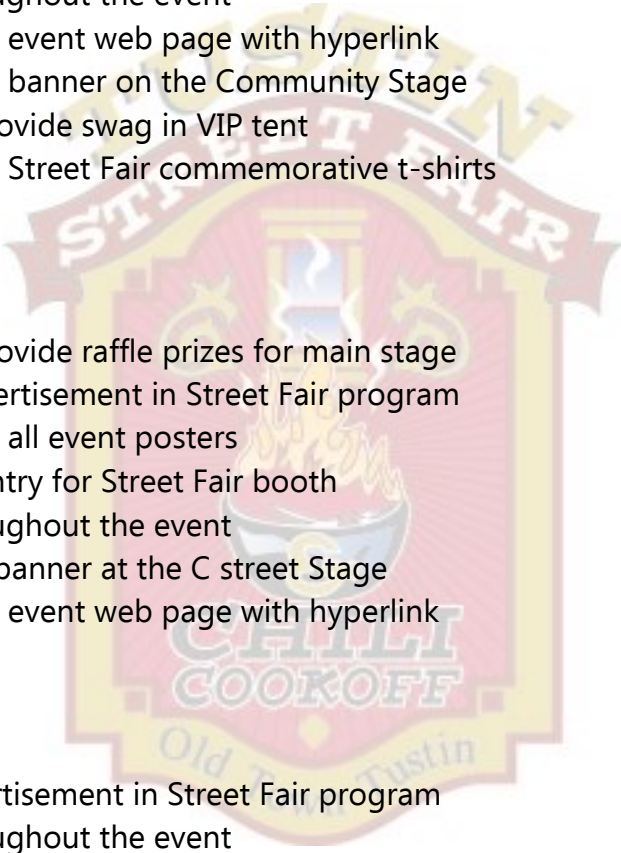 ughout the event
event web page with hyperlink
banner on the Community Stage
ovide swag in VIP tent
Street Fair commemorative t-shirts
TUSTIN
STREET FAIR
ovide raffle prizes for main stage
ertisement in Street Fair program
all event posters
ntry for Street Fair booth
ughout the event
banner at the C street Stage
event web page with hyperlink
CHILI
COOKOFF
Old Town Tustin
rtisement in Street Fair program
ughout the event